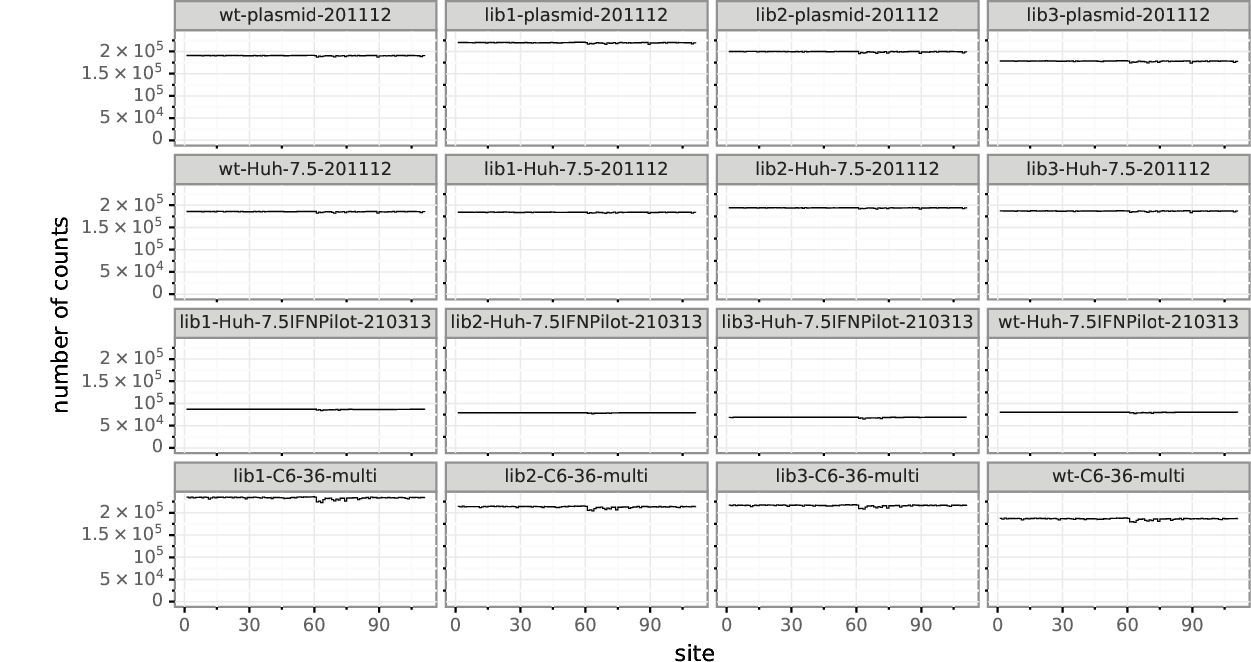 wt-plasmid-201112 lib1-plasmid-201112 lib2-plasmid-201112 lib3-plasmid-201112
2 × 10⁵
1.5 × 10⁵
10⁵
5 × 10⁴
0
wt-Huh-7.5-201112 lib1-Huh-7.5-201112 lib2-Huh-7.5-201112 lib3-Huh-7.5-201112
2 × 10⁵
1.5 × 10⁵
10⁵
5 × 10⁴
0
number of counts
lib1-Huh-7.5IFNPilot-210313 lib2-Huh-7.5IFNPilot-210313 lib3-Huh-7.5IFNPilot-210313 wt-Huh-7.5IFNPilot-210313
2 × 10⁵
1.5 × 10⁵
10⁵
5 × 10⁴
0
lib1-C6-36-multi lib2-C6-36-multi lib3-C6-36-multi wt-C6-36-multi
2 × 10⁵
1.5 × 10⁵
10⁵
5 × 10⁴
0
0 30 60 90 0 30 60 90 0 30 60 90 0 30 60 90
site